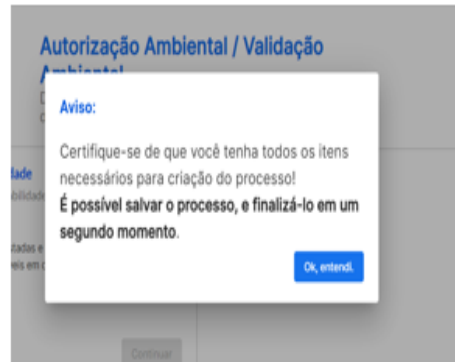 Autorização Ambiental / Validação
Ambiental
Aviso:
Certifique-se de que você tenha todos os itens
necessários para criação do processo!
É possível salvar o processo, e finalizá-lo em um
segundo momento.
Ok, entendi.
Continuar